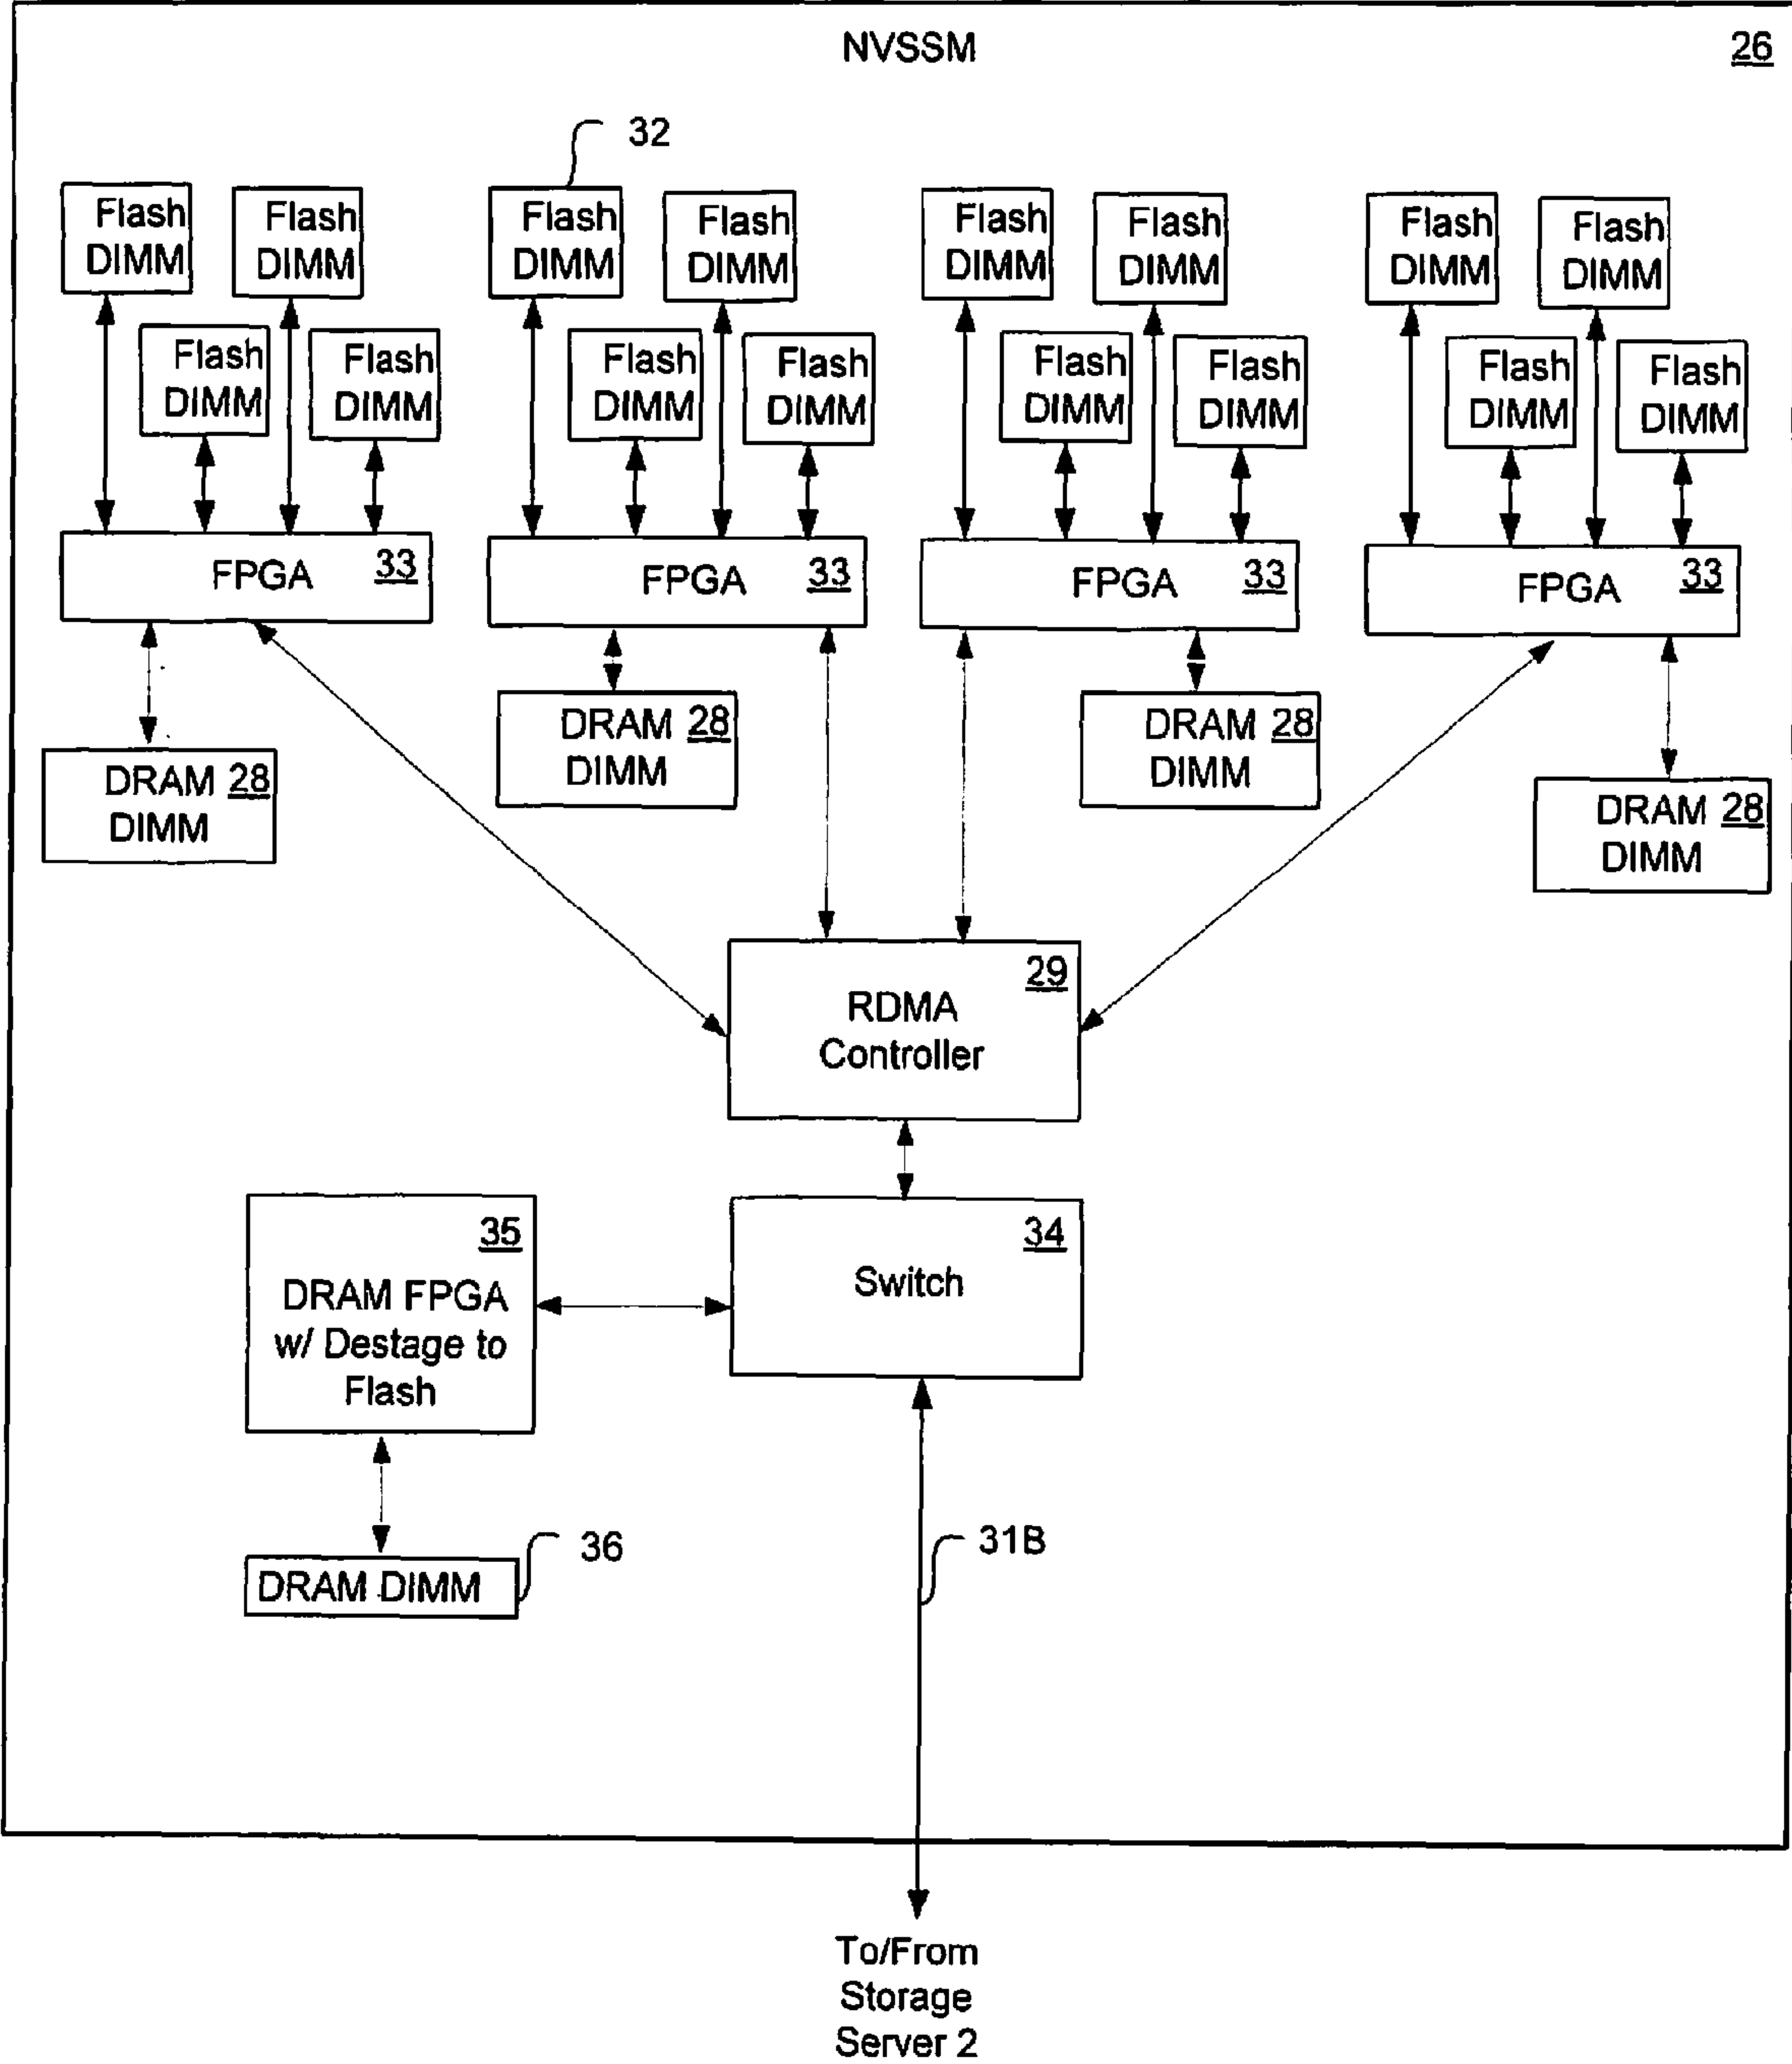 NVSSM
26
32
Flash
DIMM
Flash
DIMM
Flash
DIMM
Flash
DIMM
Flash
DIMM
Flash
DIMM
Flash
DIMM
Flash
DIMM
Flash
DIMM
Flash
DIMM
Flash
DIMM
Flash
DIMM
Flash
DIMM
Flash
DIMM
Flash
DIMM
Flash
DIMM
FPGA 33
FPGA 33
FPGA 33
FPGA 33
DRAM 28
DIMM
DRAM 28
DIMM
DRAM 28
DIMM
DRAM 28
DIMM
29
RDMA
Controller
35
DRAM FPGA
w/ Destage to
Flash
34
Switch
36
DRAM DIMM
31B
To/From
Storage
Server 2